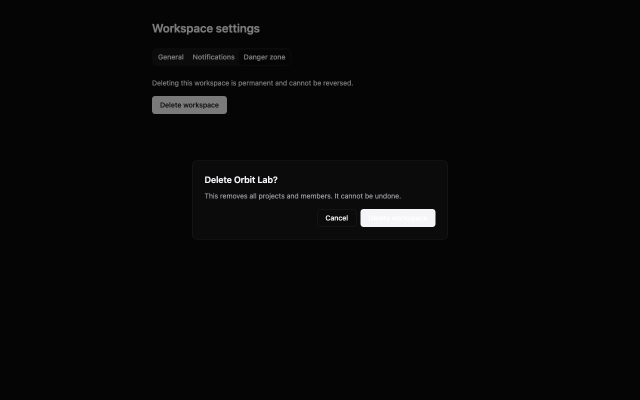 Workspace settings
General Notifications Danger zone
Deleting this workspace is permanent and cannot be reversed.
Delete workspace
Delete Orbit Lab?
This removes all projects and members. It cannot be undone.
Cancel